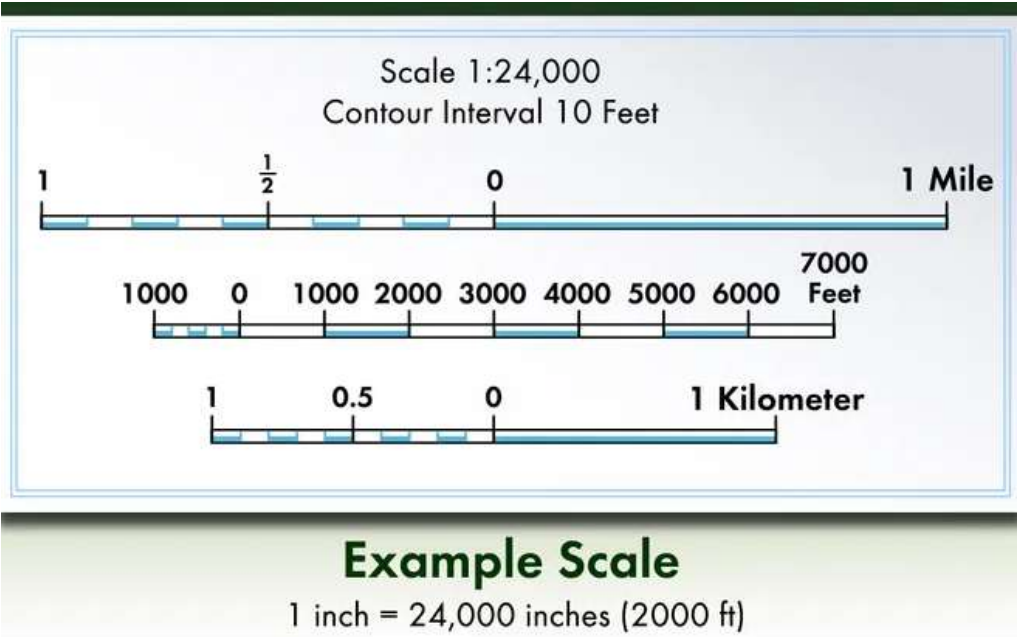 Scale 1:24,000
Contour Interval 10 Feet
1 1/2 0 1 Mile
1000 0 1000 2000 3000 4000 5000 6000 7000 Feet
1 0.5 0 1 Kilometer
Example Scale
1 inch = 24,000 inches (2000 ft)